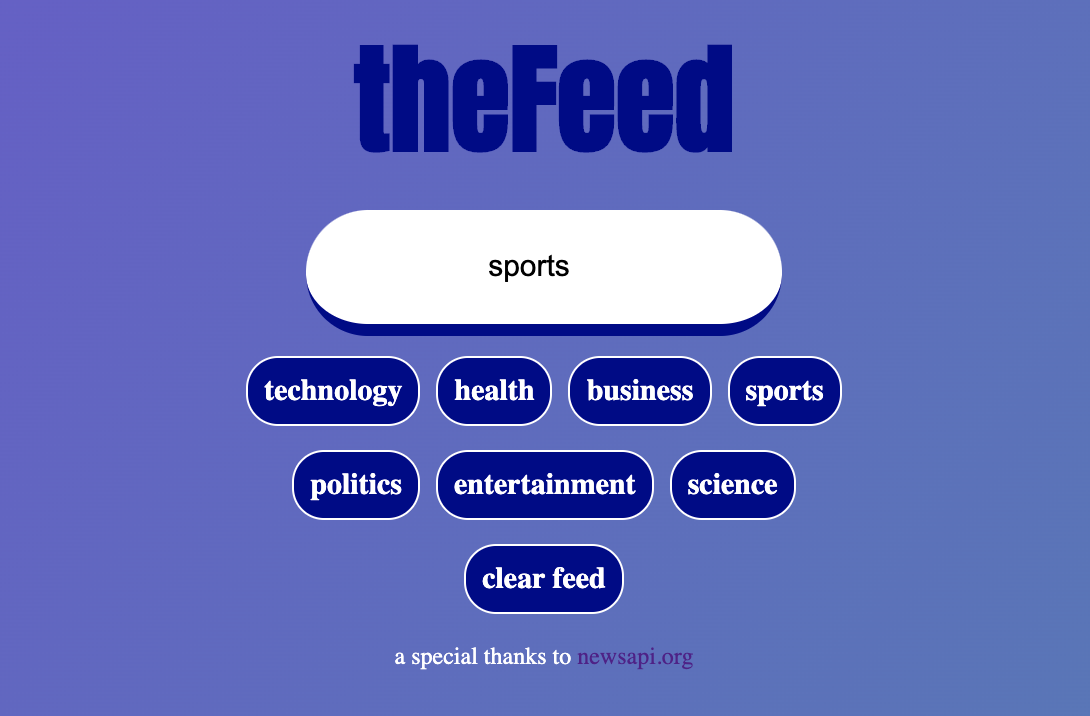 theFeed
sports
technology health business sports
politics entertainment science
clear feed
a special thanks to newsapi.org